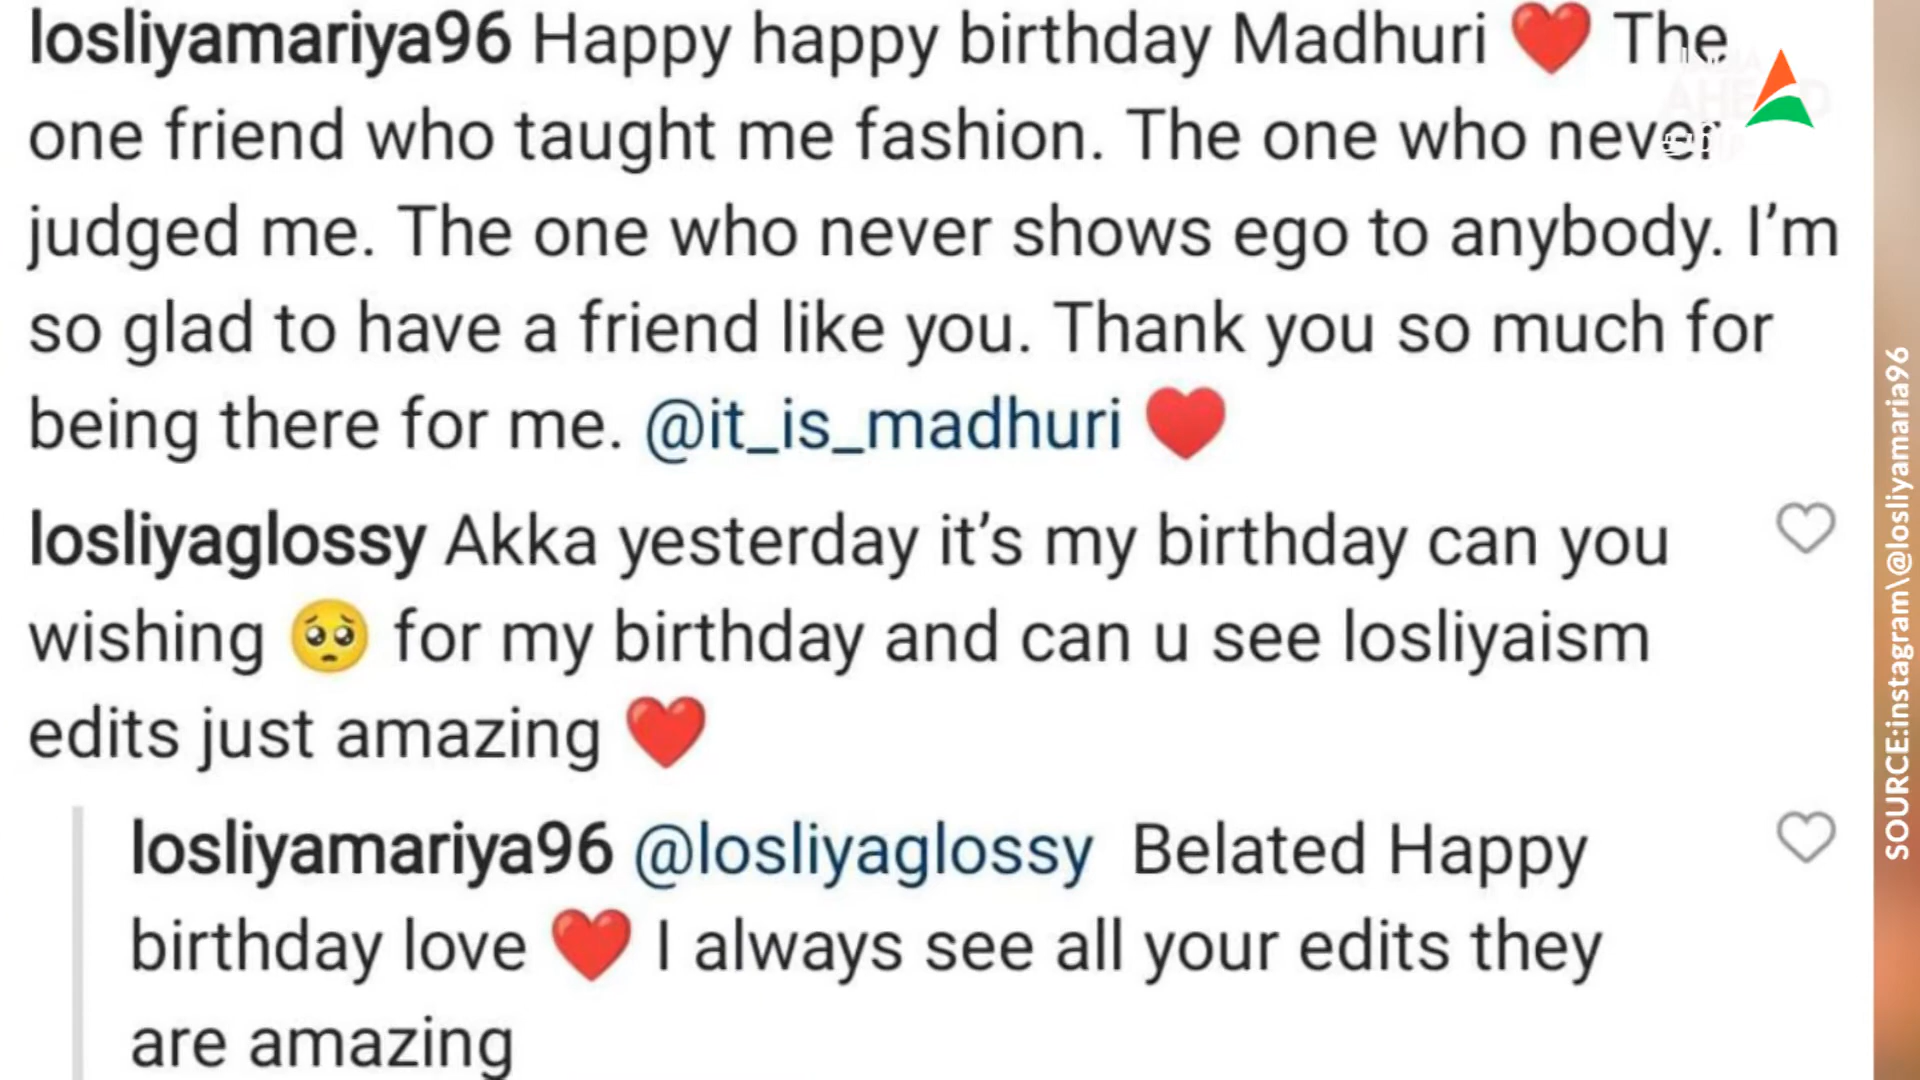 losliyamariya96 Happy happy birthday Madhuri ❤️ The
one friend who taught me fashion. The one who never
judged me. The one who never shows ego to anybody. I’m
so glad to have a friend like you. Thank you so much for
being there for me. @it_is_madhuri ❤️
losliyaglossy Akka yesterday it’s my birthday can you
wishing 🥺 for my birthday and can u see losliyaism
edits just amazing ❤️
losliyamariya96 @losliyaglossy Belated Happy
birthday love ❤️ I always see all your edits they
are amazing
INDIA
AHEAD
SOURCE:instagram\@losliyamaria96